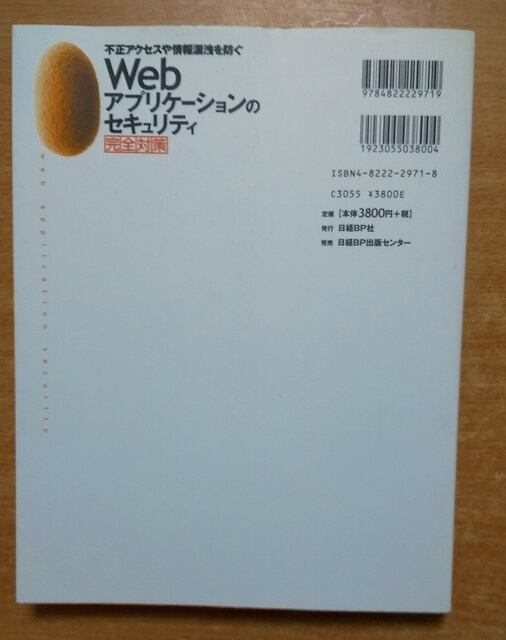 不正アクセスや情報漏洩を防ぐ
Web
アプリケーションの
セキュリティ
完全対策
web application security
9784822229719
1923055038004
ISBN4-8222-2971-8
C3055 ¥3800E
定価 [本体3800円+税]
発行 日経BP社
発売 日経BP出版センター